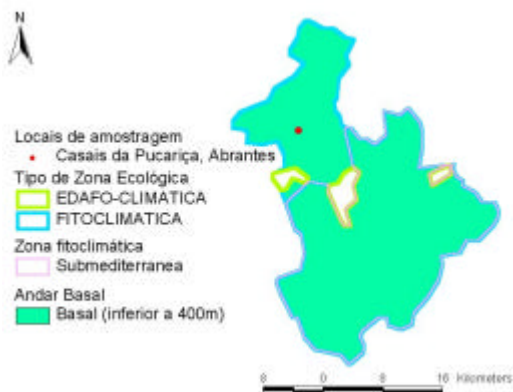 N
Locais de amostragem
Casais da Pucariça, Abrantes
Tipo de Zona Ecológica
EDAFO-CLIMATICA
FITOCLIMATICA
Zona fitoclimática
Submediterranea
Andar Basal
Basal (inferior a 400m)
8 0 8 16 Kilometers